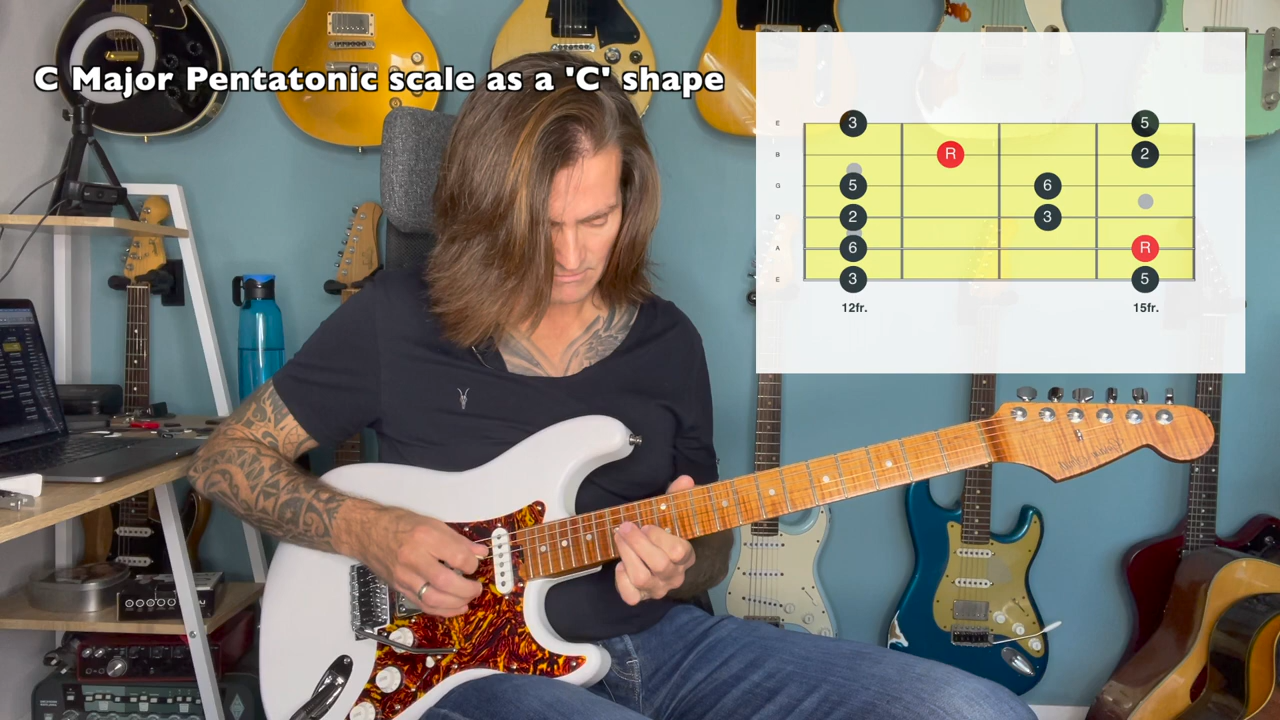 C Major Pentatonic scale as a 'C' shape
E 3 5
B R 2
G 5 6
D 2 3
A 6 R
E 3 5
12fr. 15fr.